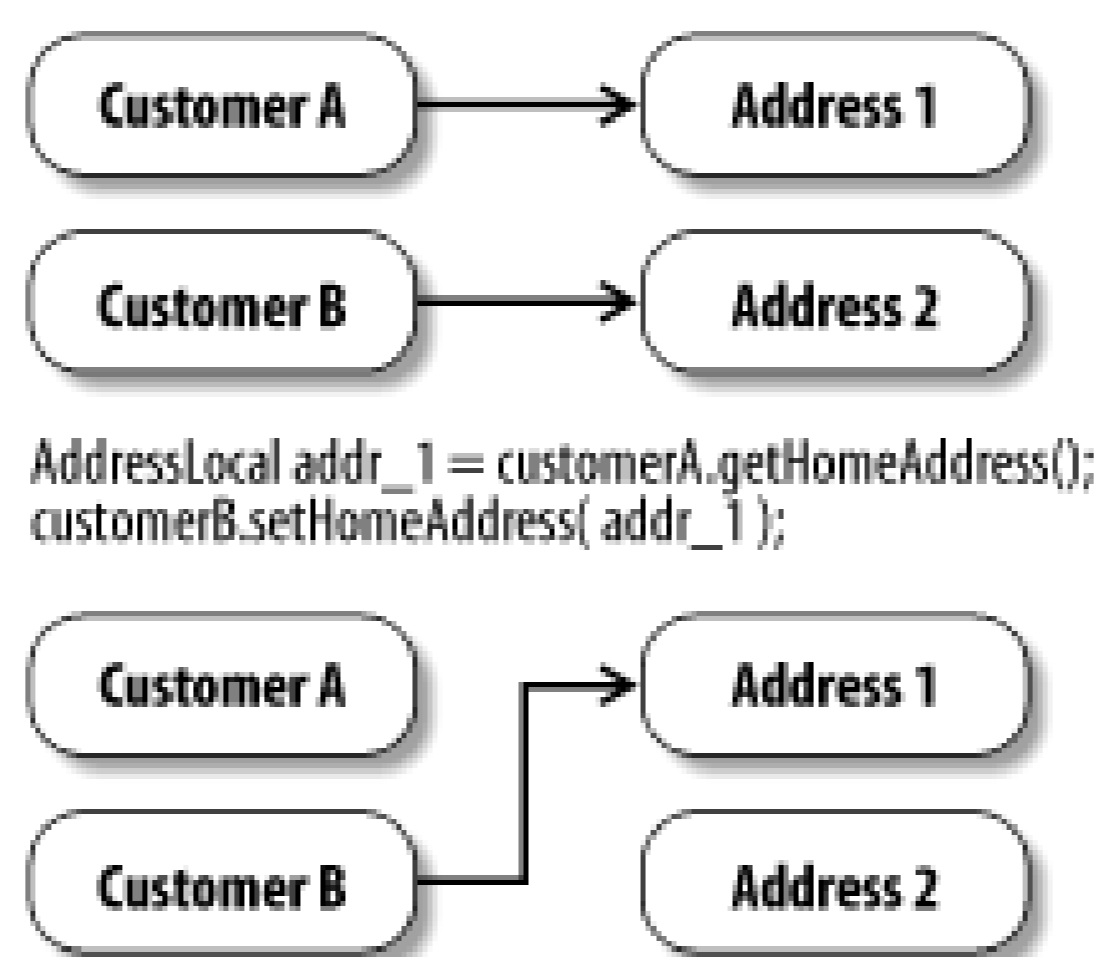 Customer A Address 1
Customer B Address 2
AddressLocal addr_1 = customerA.getHomeAddress();
customerB.setHomeAddress( addr_1 );
Customer A Address 1
Customer B Address 2